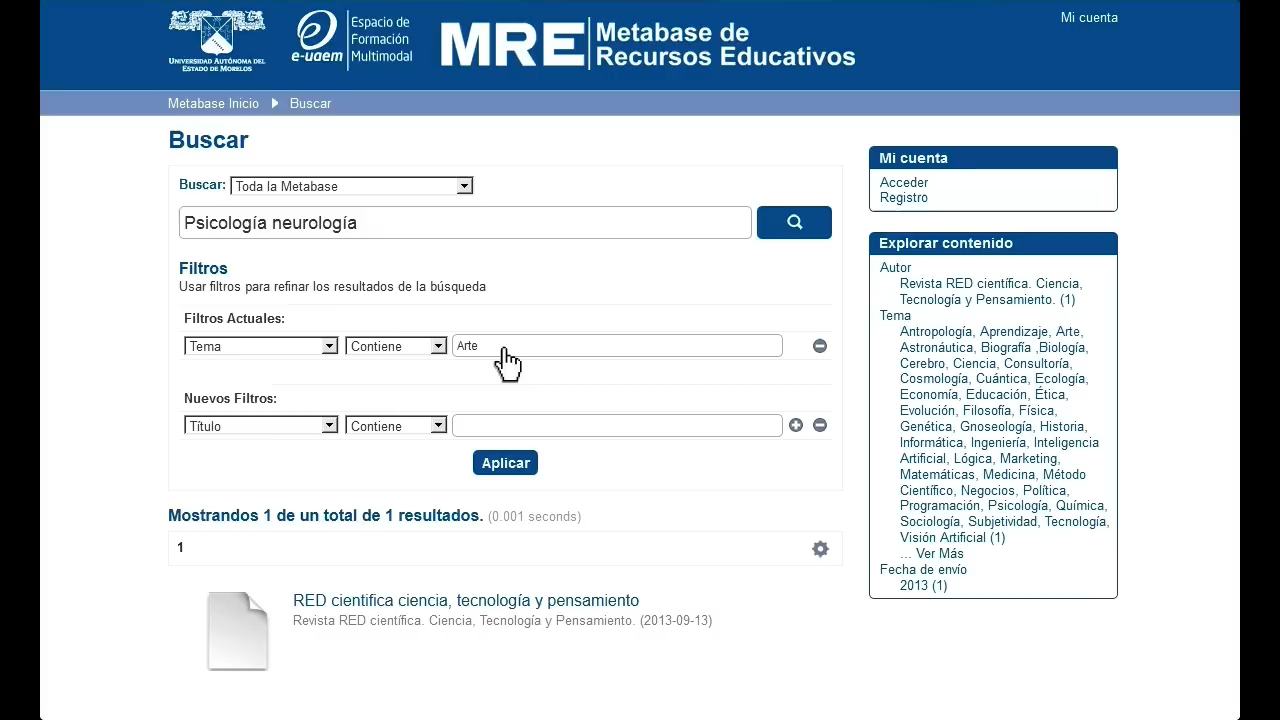 UNIVERSIDAD AUTÓNOMA DEL
ESTADO DE MORELOS
e-uaem
Espacio de
Formación
Multimodal
MRE
Metabase de
Recursos Educativos
Mi cuenta
Metabase Inicio
Buscar
Buscar
Buscar: Toda la Metabase
Psicología neurología
Filtros
Usar filtros para refinar los resultados de la búsqueda
Filtros Actuales:
Tema Contiene Arte
Nuevos Filtros:
Título Contiene
Aplicar
Mostrandos 1 de un total de 1 resultados. (0.001 seconds)
1
RED cientifica ciencia, tecnología y pensamiento
Revista RED científica. Ciencia, Tecnología y Pensamiento. (2013-09-13)
Mi cuenta
Acceder
Registro
Explorar contenido
Autor
Revista RED científica. Ciencia,
Tecnología y Pensamiento. (1)
Tema
Antropología, Aprendizaje, Arte,
Astronáutica, Biografía ,Biología,
Cerebro, Ciencia, Consultoría,
Cosmología, Cuántica, Ecología,
Economía, Educación, Ética,
Evolución, Filosofía, Física,
Genética, Gnoseología, Historia,
Informática, Ingeniería, Inteligencia
Artificial, Lógica, Marketing,
Matemáticas, Medicina, Método
Científico, Negocios, Política,
Programación, Psicología, Química,
Sociología, Subjetividad, Tecnología,
Visión Artificial (1)
... Ver Más
Fecha de envío
2013 (1)